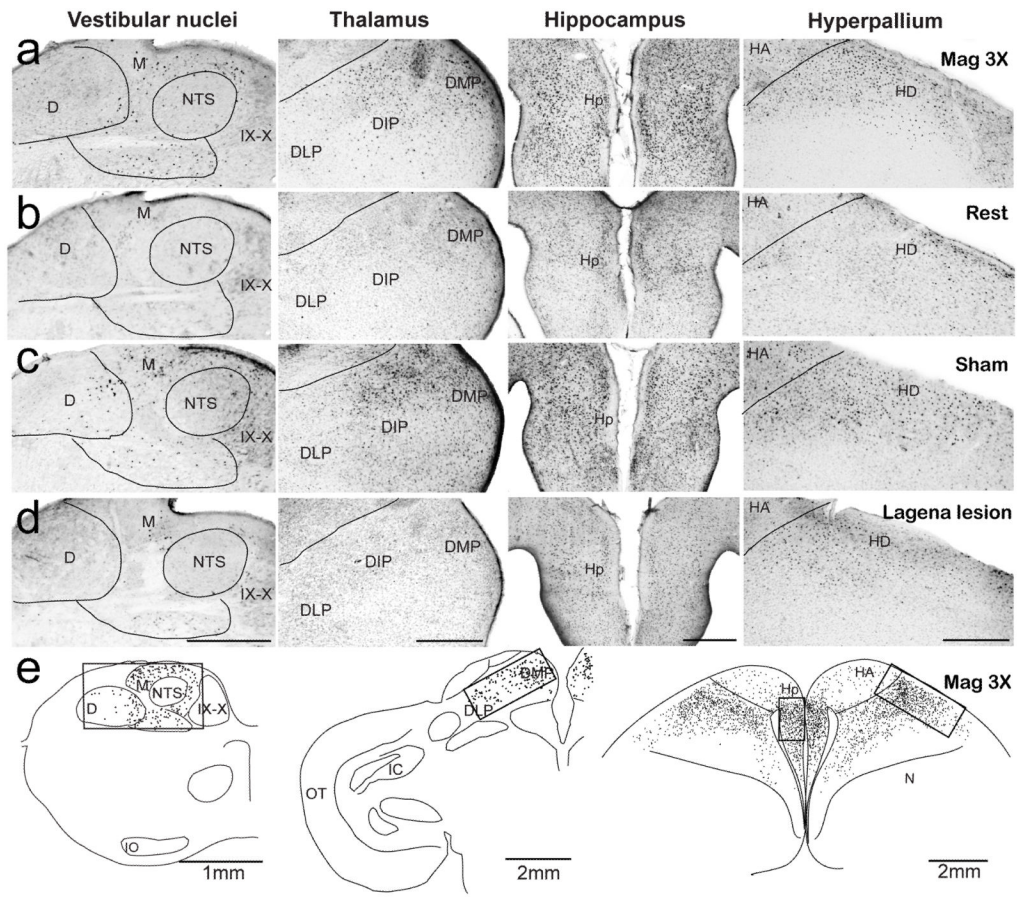 Vestibular nuclei Thalamus Hippocampus Hyperpallium
a M D NTS IX-X DMP DIP DLP Hp HA HD Mag 3X
b M D NTS IX-X DMP DIP DLP Hp HA HD Rest
c M D NTS IX-X DMP DIP DLP Hp HA HD Sham
d M D NTS IX-X DMP DIP DLP Hp HA HD Lagena lesion
e M D NTS IX-X DMP DLP Hp HA Mag 3X
OT IC N
IO
1mm 2mm 2mm